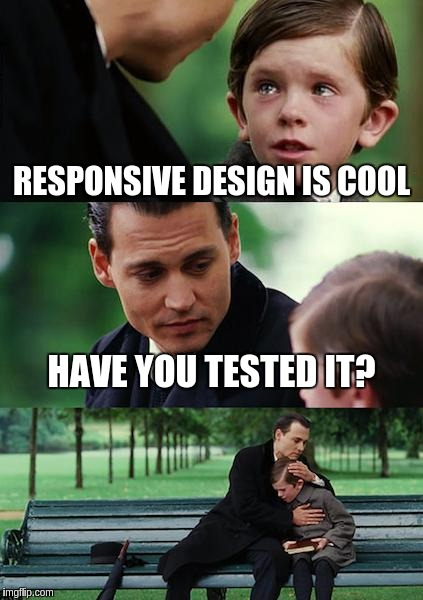 RESPONSIVE DESIGN IS COOL
HAVE YOU TESTED IT?
imgflip.com